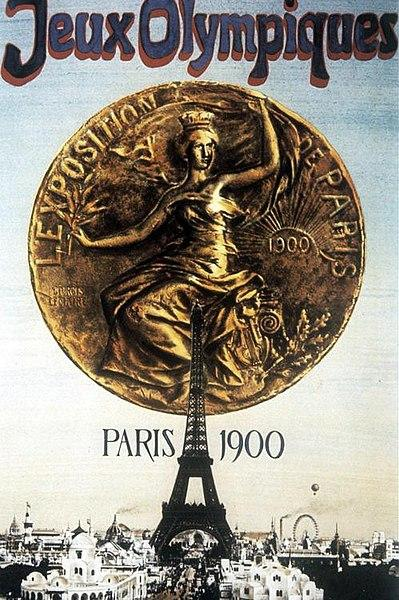 Jeux Olympiques
L'EXPOSITION DE PARIS
1900
PARIS 1900